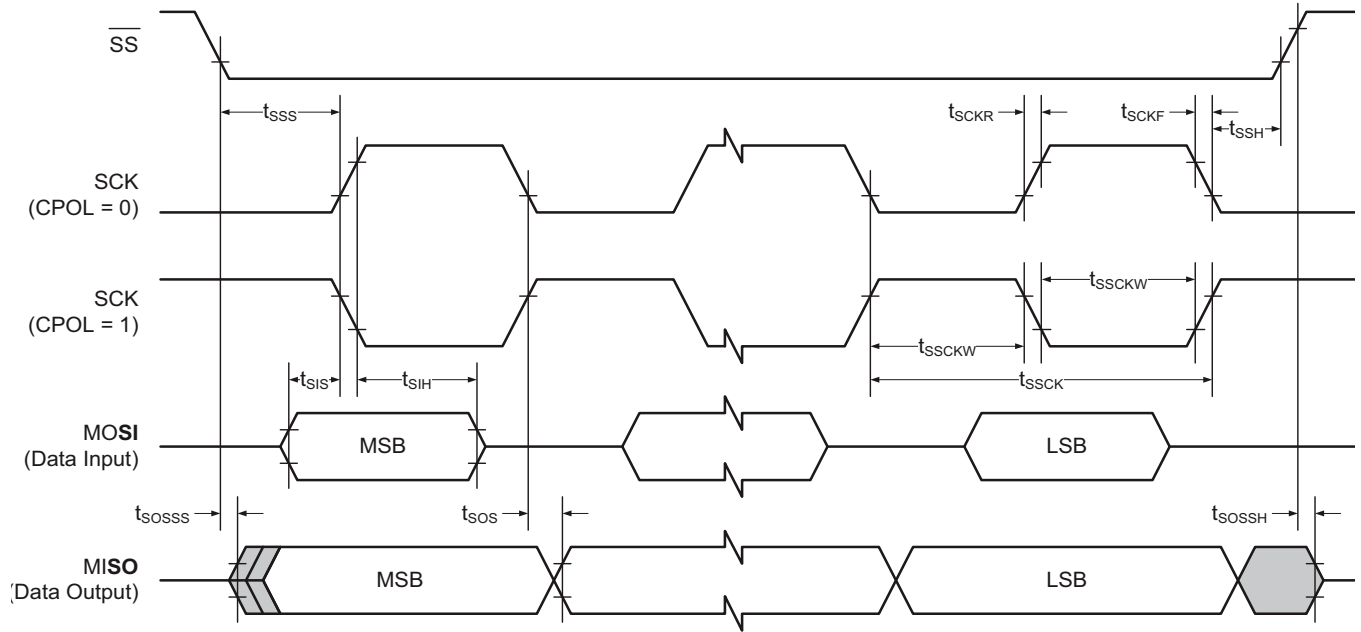 SS
tSSS
tSCKR
tSCKF
tSSH
SCK
(CPOL = 0)
SCK
(CPOL = 1)
tSSCKW
tSSCKW
tSIS
tSIH
tSSCK
MOSI
(Data Input)
MSB
LSB
tSOSSS
tSOS
tSOSSH
MISO
(Data Output)
MSB
LSB